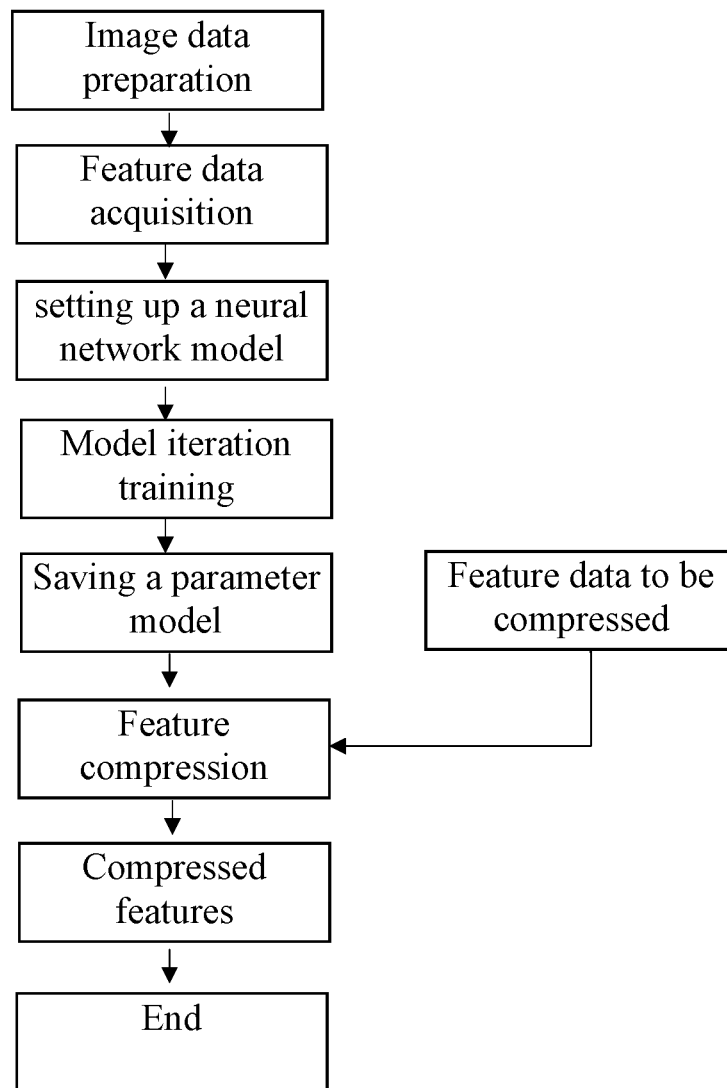 Image data
preparation
Feature data
acquisition
setting up a neural
network model
Model iteration
training
Saving a parameter
model
Feature data to be
compressed
Feature
compression
Compressed
features
End